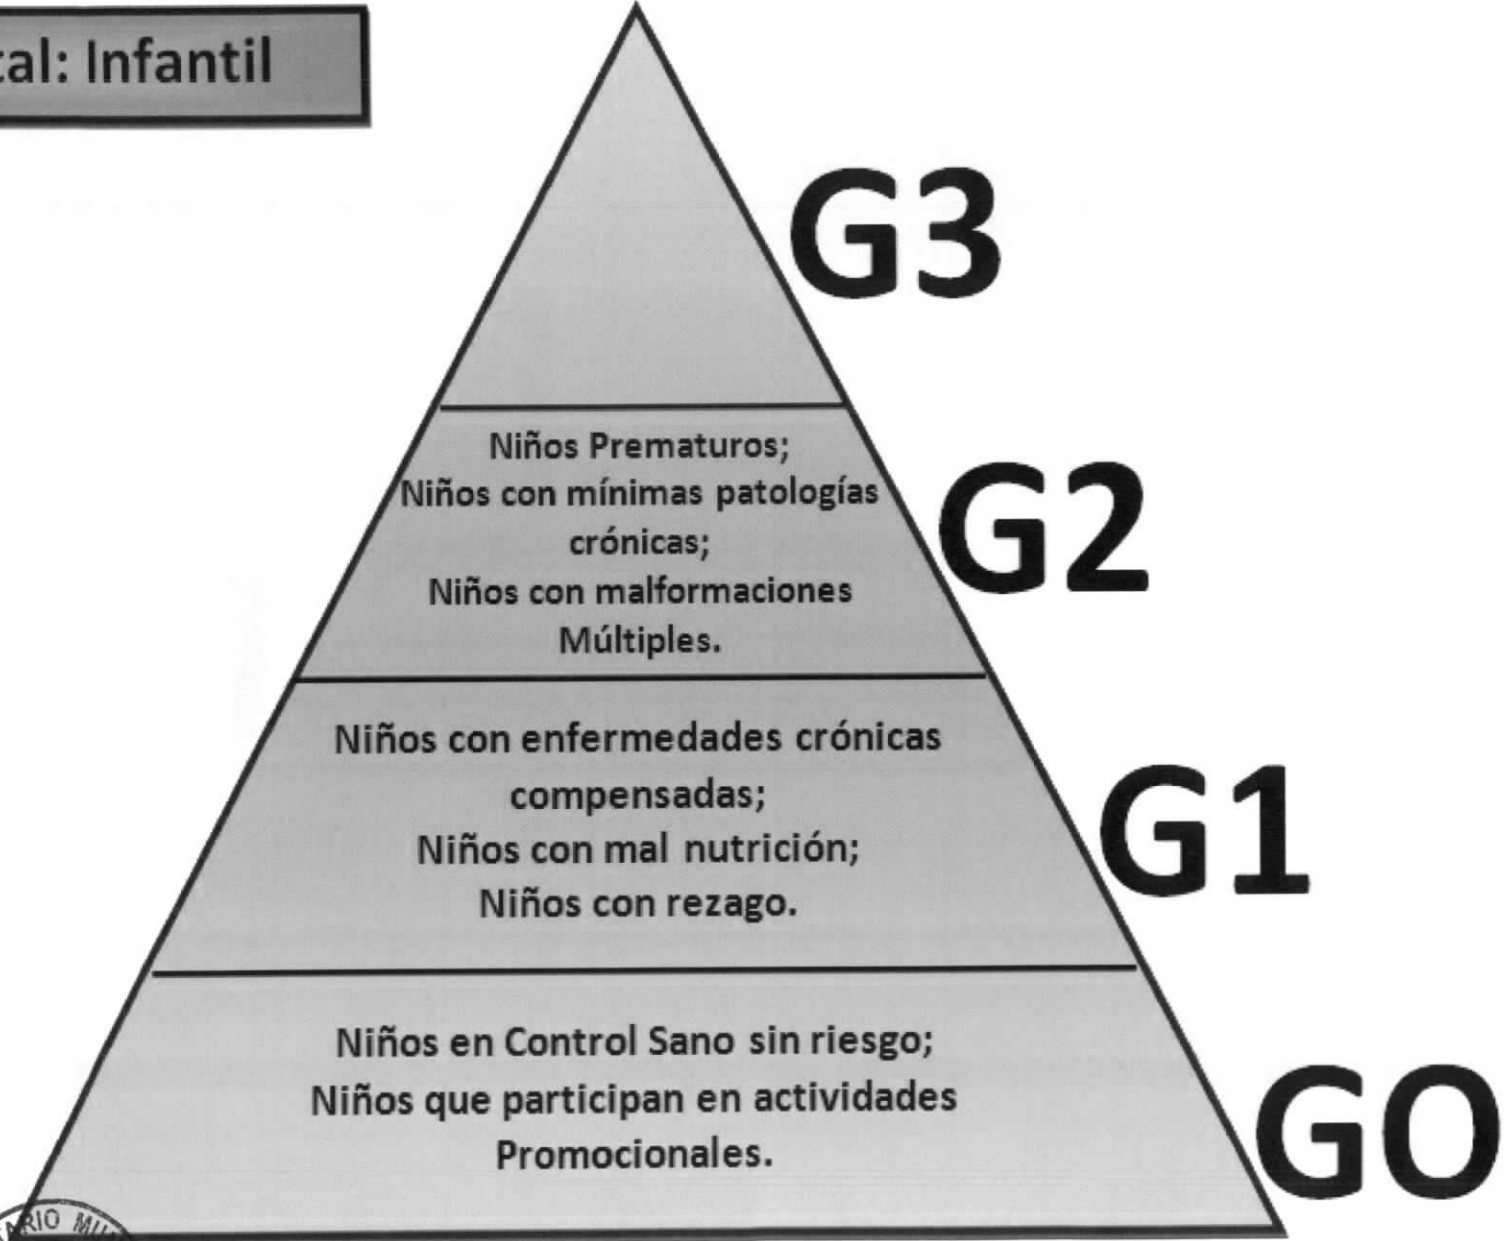 tal: Infantil
G3
Niños Prematuros;
Niños con mínimas patologías
crónicas;
Niños con malformaciones
Múltiples.
G2
Niños con enfermedades crónicas
compensadas;
Niños con mal nutrición;
Niños con rezago.
G1
Niños en Control Sano sin riesgo;
Niños que participan en actividades
Promocionales.
GO